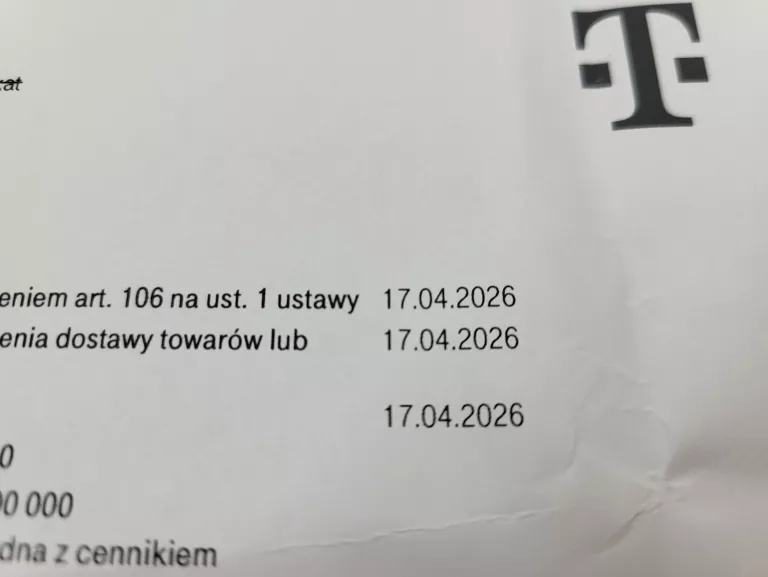 T
eniem art. 106 na ust. 1 ustawy 17.04.2026
enia dostawy towarów lub 17.04.2026
17.04.2026
0
00 000
dna z cennikiem